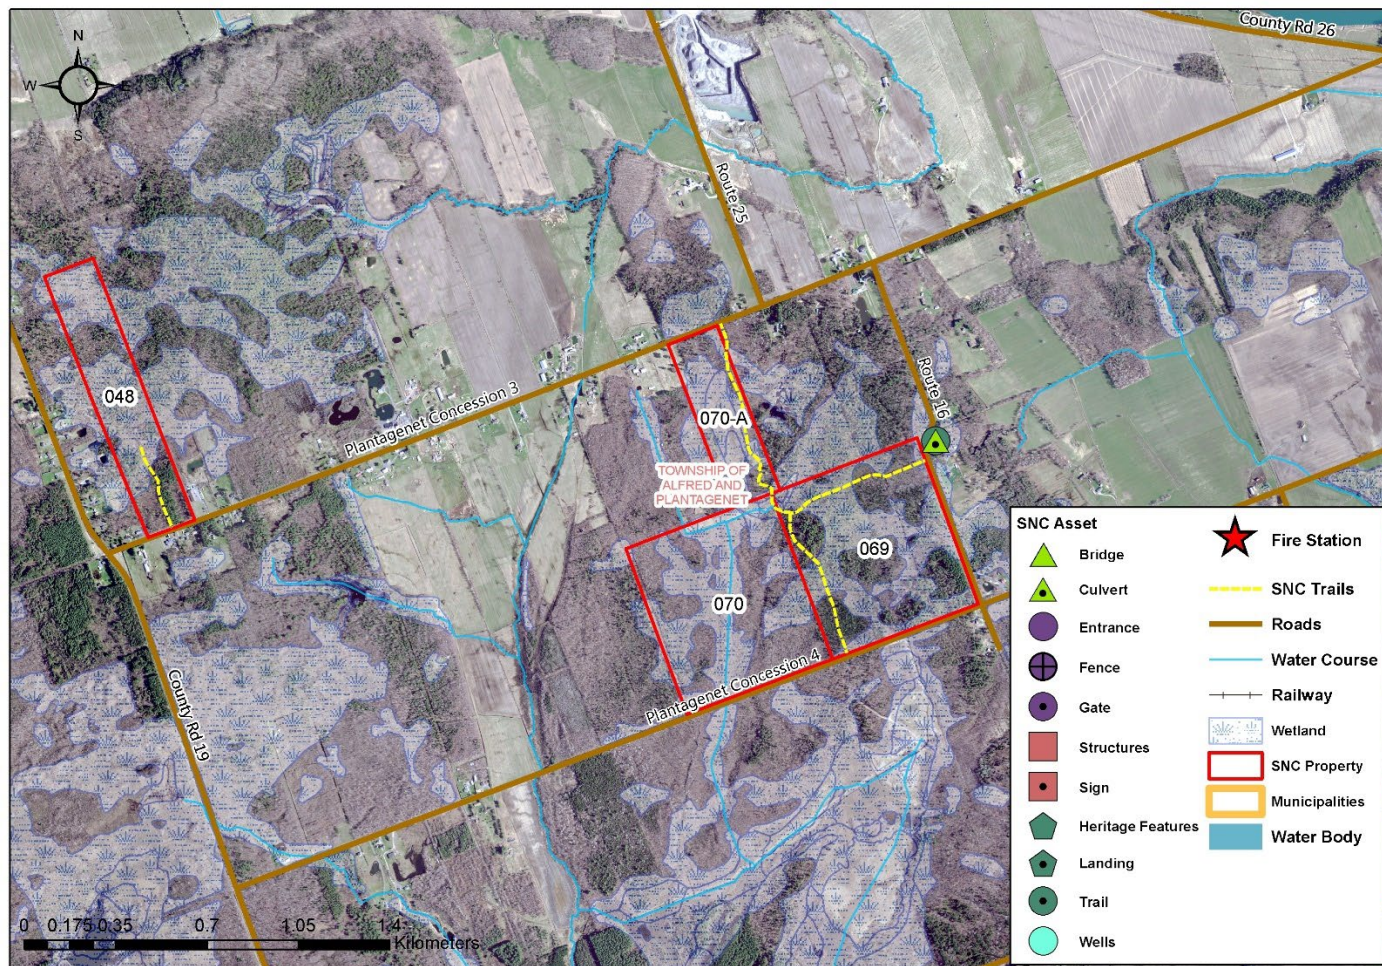 County Rd 26
N
W
E
S
Route 25
048
Plantagenet Concession 3
070-A
Route 16
TOWNSHIP OF
ALFRED AND
PLANTAGENET
069
070
Plantagenet Concession 4
County Rd 19
0 0.175 0.35 0.7 1.05 1.4
Kilometers
SNC Asset
Bridge
Culvert
Entrance
Fence
Gate
Structures
Sign
Heritage Features
Landing
Trail
Wells
Fire Station
SNC Trails
Roads
Water Course
Railway
Wetland
SNC Property
Municipalities
Water Body